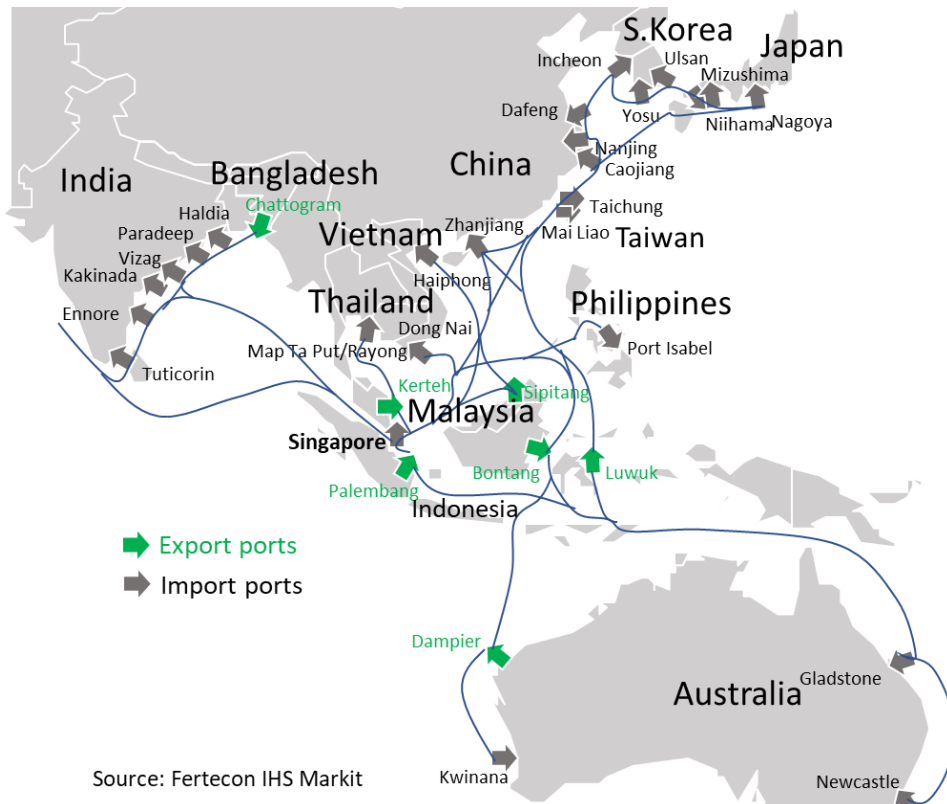 S.Korea
Japan
Incheon
Ulsan
Mizushima
Dafeng
Yosu
Niihama
Nagoya
Nanjing
Caojiang
China
India
Bangladesh
Chattogram
Haldia
Paradeep
Vizag
Kakinada
Ennore
Tuticorin
Vietnam
Zhanjiang
Haiphong
Taichung
Mai Liao
Taiwan
Thailand
Dong Nai
Map Ta Put/Rayong
Philippines
Port Isabel
Kerteh
Sipitang
Malaysia
Singapore
Palembang
Bontang
Luwuk
Indonesia
Export ports
Import ports
Dampier
Gladstone
Australia
Kwinana
Newcastle
Source: Fertecon IHS Markit